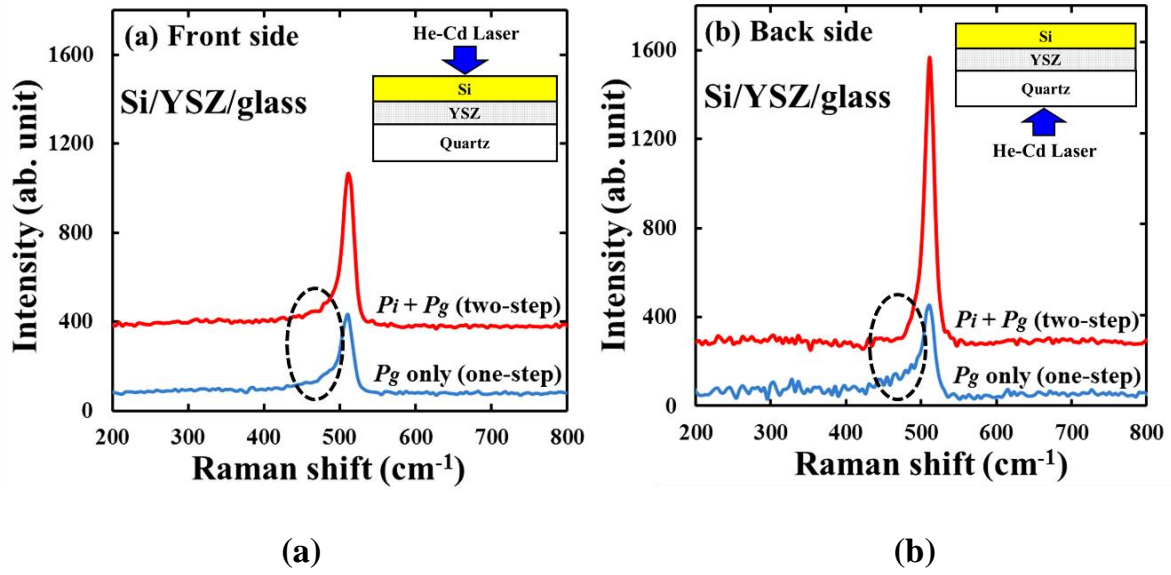 (a) Front side
He-Cd Laser
Si/YSZ/glass
Si
YSZ
Quartz
Pi + Pg (two-step)
Pg only (one-step)
Intensity (ab. unit)
1600
1200
800
400
0
200 300 400 500 600 700 800
Raman shift (cm-1)
(a)
(b) Back side
Si/YSZ/glass
Si
YSZ
Quartz
He-Cd Laser
Pi + Pg (two-step)
Pg only (one-step)
Intensity (ab. unit)
1600
1200
800
400
0
200 300 400 500 600 700 800
Raman shift (cm-1)
(b)